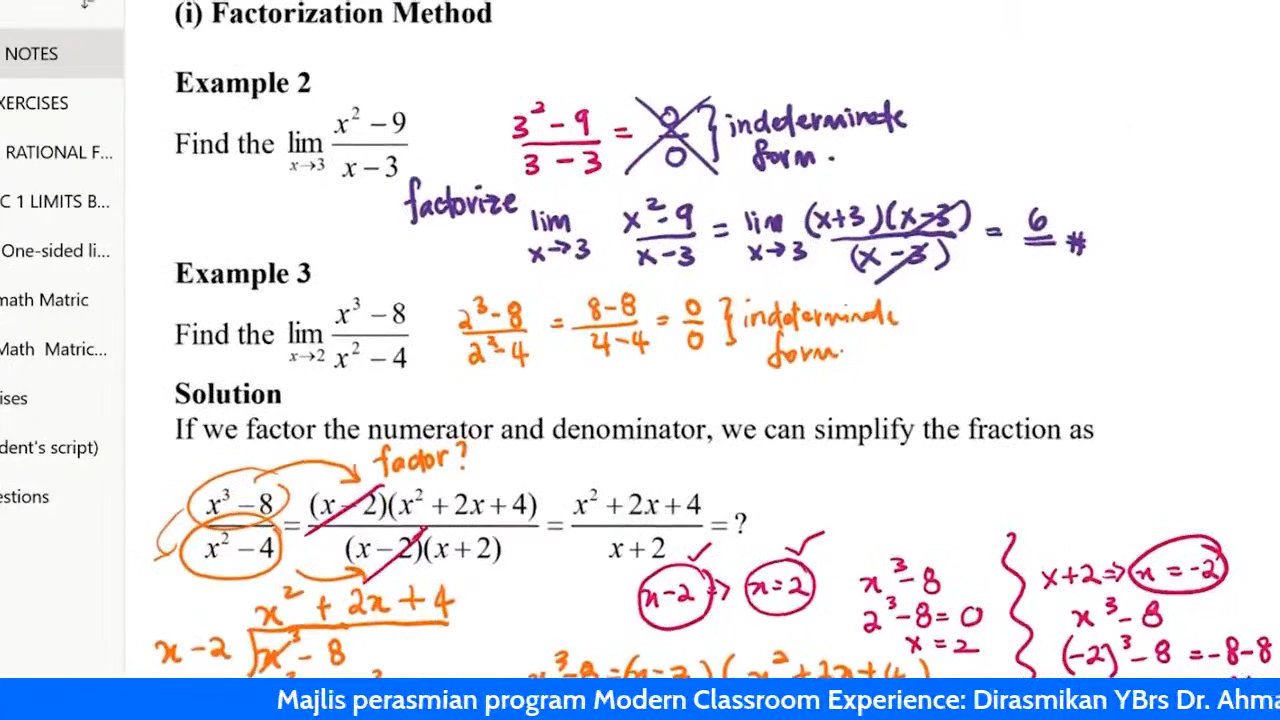 NOTES
XERCISES
RATIONAL F...
C 1 LIMITS B...
One-sided li...
math Matric
Math Matric...
ises
dent's script)
estions
(i) Factorization Method
Example 2
Find the lim x→3 x² − 9 / x − 3
3² − 9 / 3 − 3 = 0/0 } indeterminate form.
factorize lim x→3 x² − 9 / x − 3 = lim x→3 (x+3)(x−3) / (x−3) = 6 #
Example 3
Find the lim x→2 x³ − 8 / x² − 4
2³ − 8 / 2² − 4 = 8 − 8 / 4 − 4 = 0/0 } indeterminate form.
Solution
If we factor the numerator and denominator, we can simplify the fraction as
factor?
x³ − 8 / x² − 4 = (x − 2)(x² + 2x + 4) / (x − 2)(x + 2) = x² + 2x + 4 / x + 2 = ?
x² + 2x + 4
x − 2 x³ − 8
x − 2 ⇒ x = 2
x³ − 8
2³ − 8 = 0
x = 2
x + 2 ⇒ x = −2
x³ − 8
(−2)³ − 8 = −8 − 8
Majlis perasmian program Modern Classroom Experience: Dirasmikan YBrs Dr. Ahma